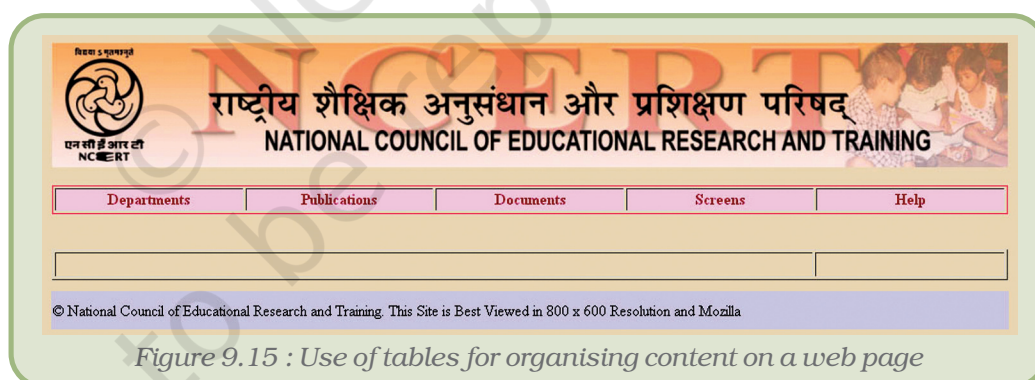 विद्यया ऽ मृतमश्नुते
NCERT
राष्ट्रीय शैक्षिक अनुसंधान और प्रशिक्षण परिषद्
NATIONAL COUNCIL OF EDUCATIONAL RESEARCH AND TRAINING
एन सी ई आर टी
NCERT
Departments Publications Documents Screens Help
© National Council of Educational Research and Training. This Site is Best Viewed in 800 x 600 Resolution and Mozilla
Figure 9.15 : Use of tables for organising content on a web page